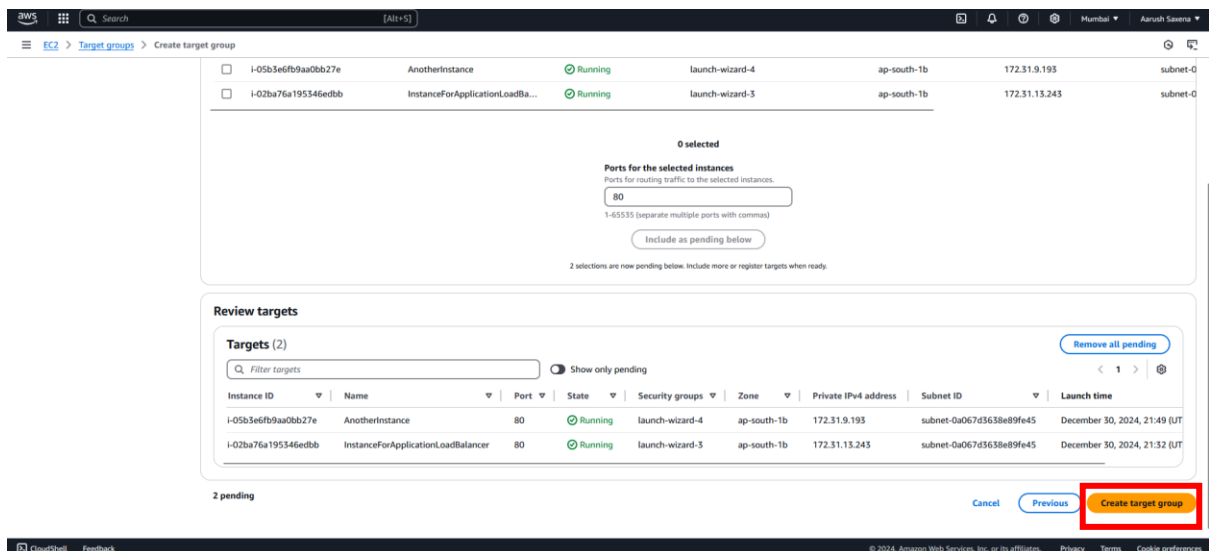 aws Search [Alt+S] Mumbai Aarush Saxena
EC2 > Target groups > Create target group
i-05b3e6fb9aa0bb27e AnotherInstance Running launch-wizard-4 ap-south-1b 172.31.9.193 subnet-0
i-02ba76a195346edbb InstanceForApplicationLoadBa... Running launch-wizard-3 ap-south-1b 172.31.13.243 subnet-0
0 selected
Ports for the selected instances
Ports for routing traffic to the selected instances.
80
1-65535 (separate multiple ports with commas)
Include as pending below
2 selections are now pending below. Include more or register targets when ready.
Review targets
Targets (2) Remove all pending
Filter targets Show only pending < 1 >
Instance ID Name Port State Security groups Zone Private IPv4 address Subnet ID Launch time
i-05b3e6fb9aa0bb27e AnotherInstance 80 Running launch-wizard-4 ap-south-1b 172.31.9.193 subnet-0a067d3638e89fe45 December 30, 2024, 21:49 (UT
i-02ba76a195346edbb InstanceForApplicationLoadBalancer 80 Running launch-wizard-3 ap-south-1b 172.31.13.243 subnet-0a067d3638e89fe45 December 30, 2024, 21:32 (UT
2 pending Cancel Previous Create target group
CloudShell Feedback © 2024, Amazon Web Services, Inc. or its affiliates. Privacy Terms Cookie preferences